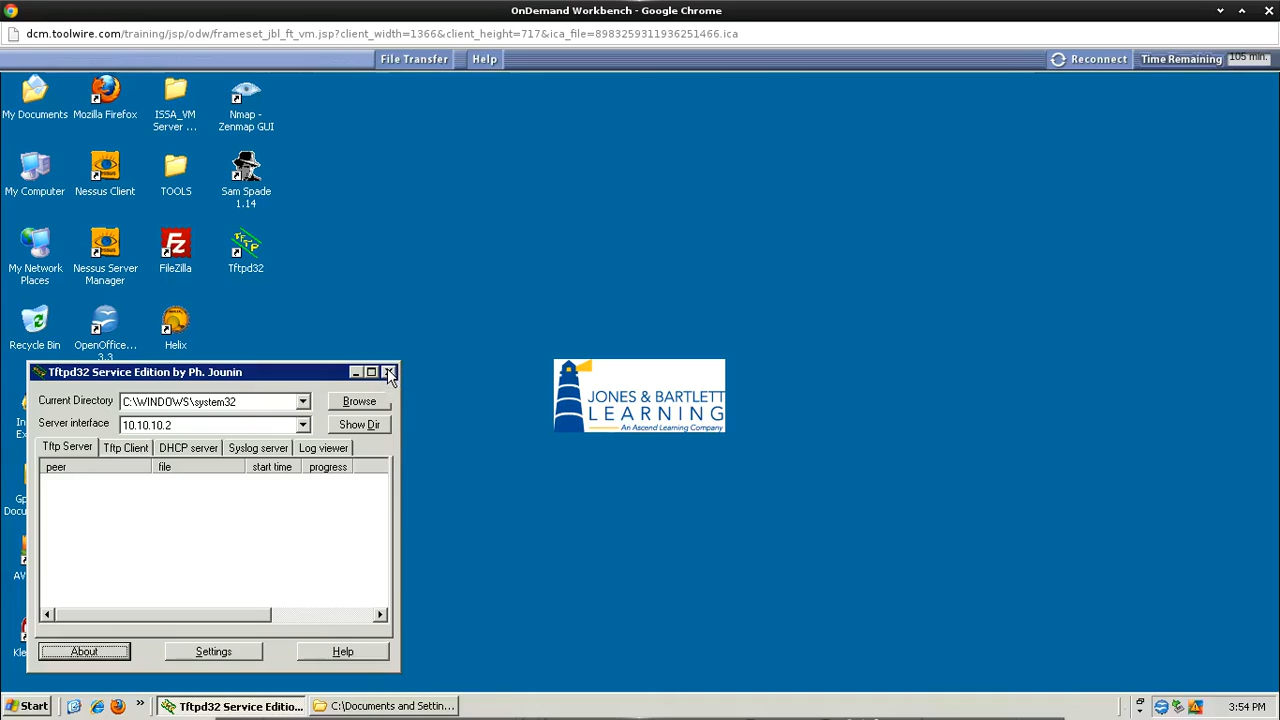 OnDemand Workbench - Google Chrome
dcm.toolwire.com/training/jsp/odw/frameset_jbl_ft_vm.jsp?client_width=1366&client_height=717&ica_file=8983259311936251466.ica
File Transfer Help Reconnect Time Remaining 105 min.
My Documents
Mozilla Firefox
ISSA_VM
Server ...
Nmap -
Zenmap GUI
My Computer
Nessus Client
TOOLS
Sam Spade
1.14
My Network
Places
Nessus Server
Manager
FileZilla
Tftpd32
Recycle Bin
OpenOffice...
3.3
Helix
Tftpd32 Service Edition by Ph. Jounin
Current Directory C:\WINDOWS\system32 Browse
Server interface 10.10.10.2 Show Dir
Tftp Server Tftp Client DHCP server Syslog server Log viewer
peer file start time progress
About Settings Help
JONES & BARTLETT
LEARNING
An Ascend Learning Company
Start » Tftpd32 Service Editio... C:\Documents and Settin... 3:54 PM